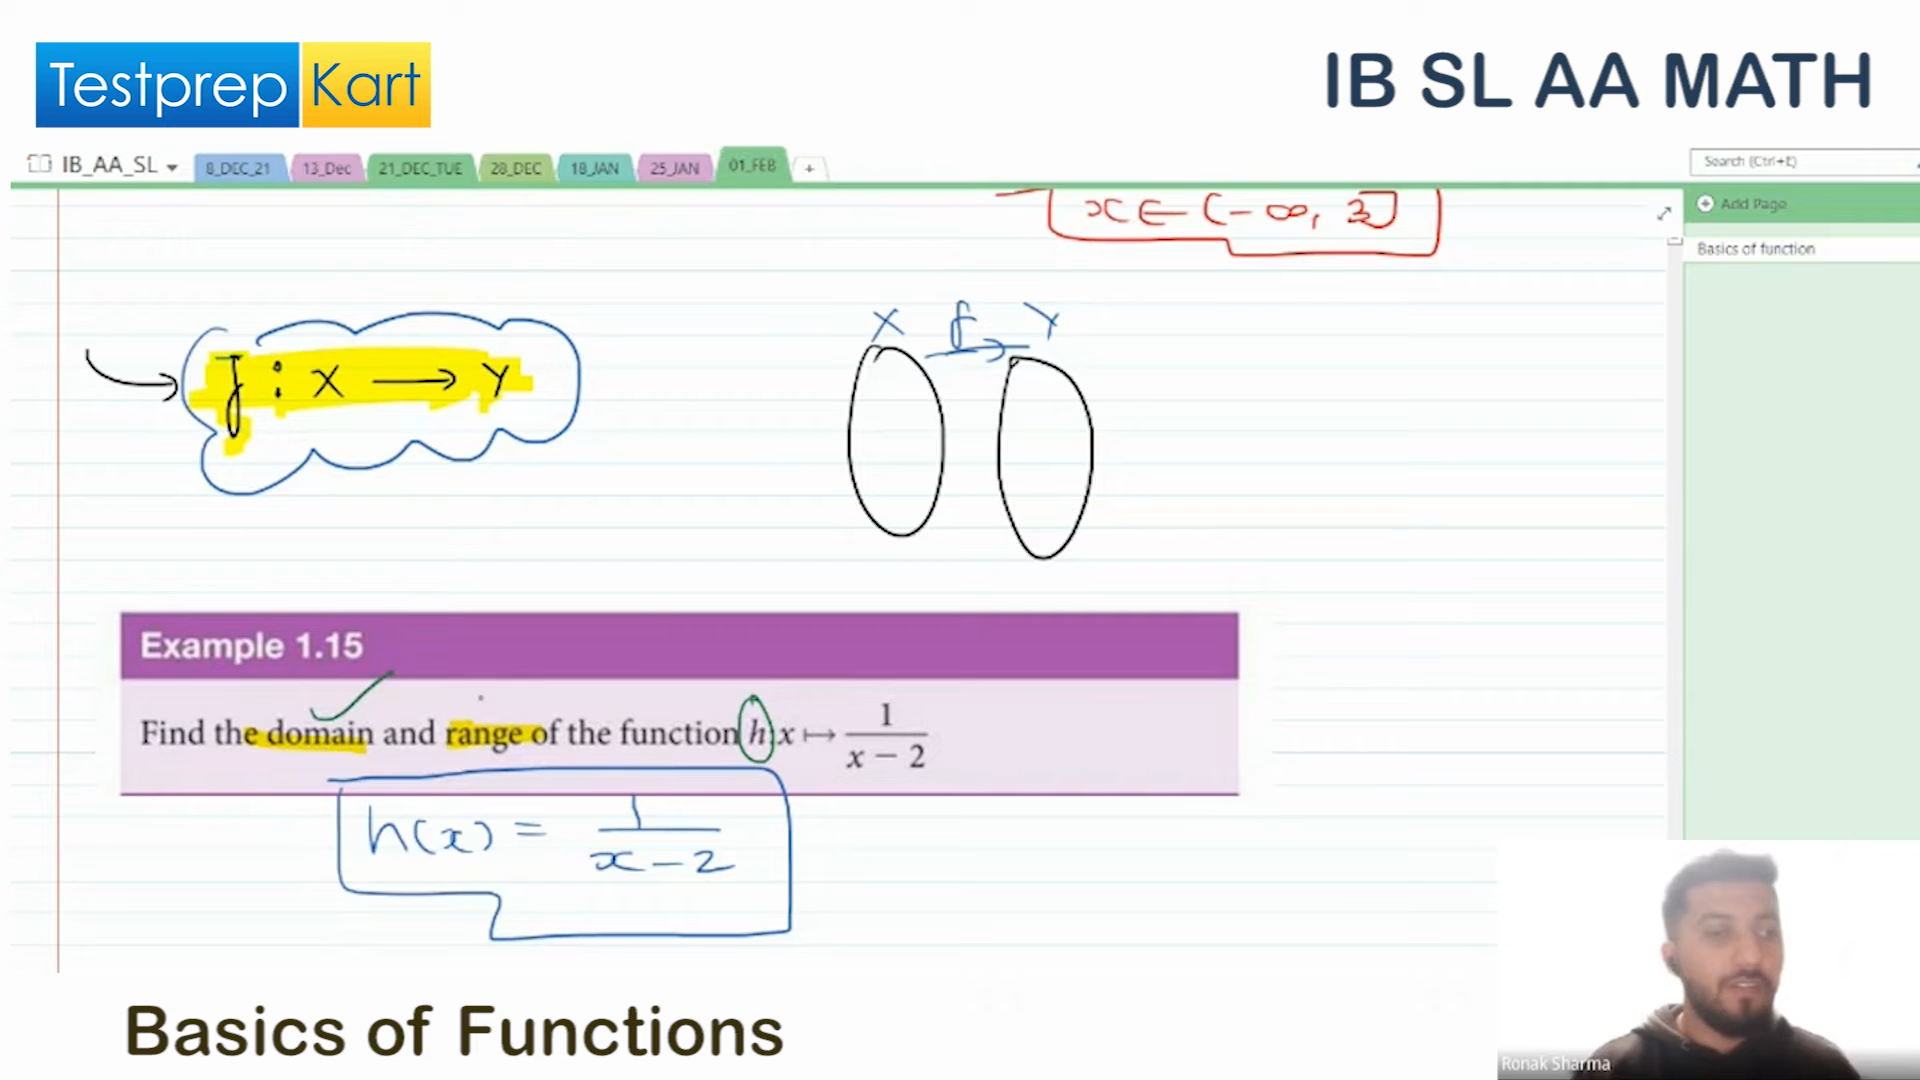 Testprep Kart
IB SL AA MATH
IB_AA_SL
8_DEC_21
13_Dec
21_DEC_TUE
28_DEC
18_JAN
25_JAN
01_FEB
+
Search (Ctrl+E)
Add Page
Basics of function
x ∈ (-∞, 3]
f : X ⟶ Y
X f Y
Example 1.15
Find the domain and range of the function h:x ↦ 1/(x − 2)
h(x) = 1/(x-2)
Basics of Functions
Ronak Sharma